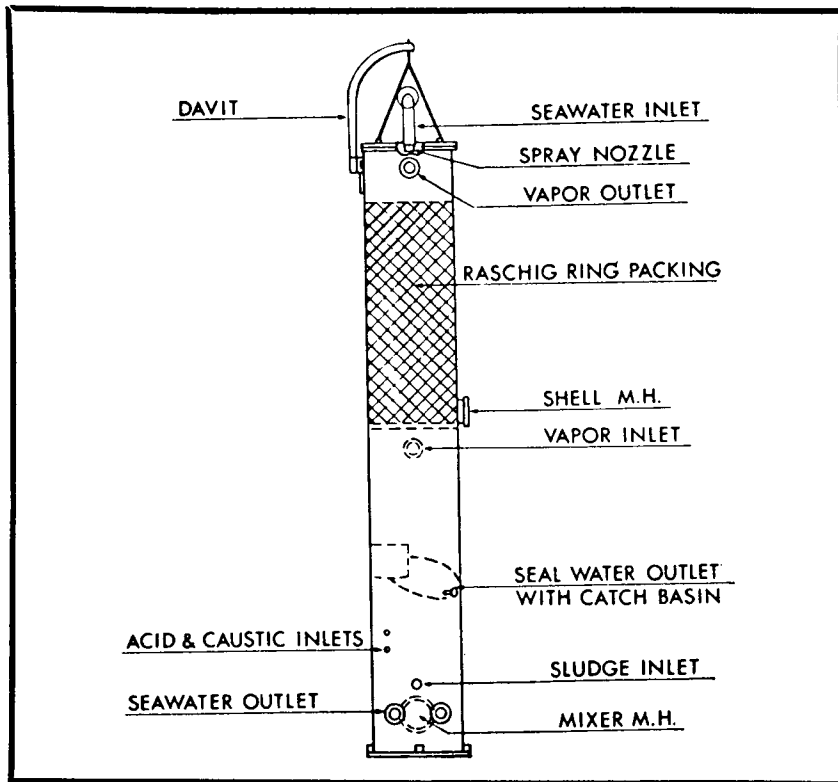 DAVIT
SEAWATER INLET
SPRAY NOZZLE
VAPOR OUTLET
RASCHIG RING PACKING
SHELL M.H.
VAPOR INLET
SEAL WATER OUTLET
WITH CATCH BASIN
ACID & CAUSTIC INLETS
SLUDGE INLET
SEAWATER OUTLET
MIXER M.H.